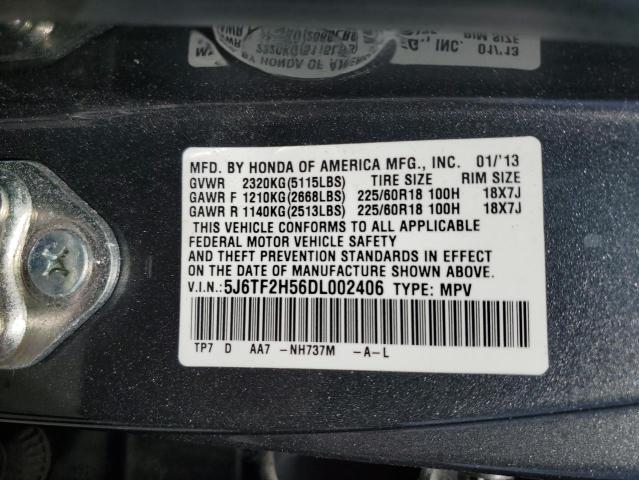 MFD. BY HONDA OF AMERICA MFG., INC. 01/'13
GVWR 2320KG(5115LBS) TIRE SIZE RIM SIZE
GAWR F 1210KG(2668LBS) 225/60R18 100H 18X7J
GAWR R 1140KG(2513LBS) 225/60R18 100H 18X7J
THIS VEHICLE CONFORMS TO ALL APPLICABLE
FEDERAL MOTOR VEHICLE SAFETY
AND THEFT PREVENTION STANDARDS IN EFFECT
ON THE DATE OF MANUFACTURE SHOWN ABOVE.
V.I.N.:5J6TF2H56DL002406 TYPE: MPV
TP7 D AA7 -NH737M -A-L